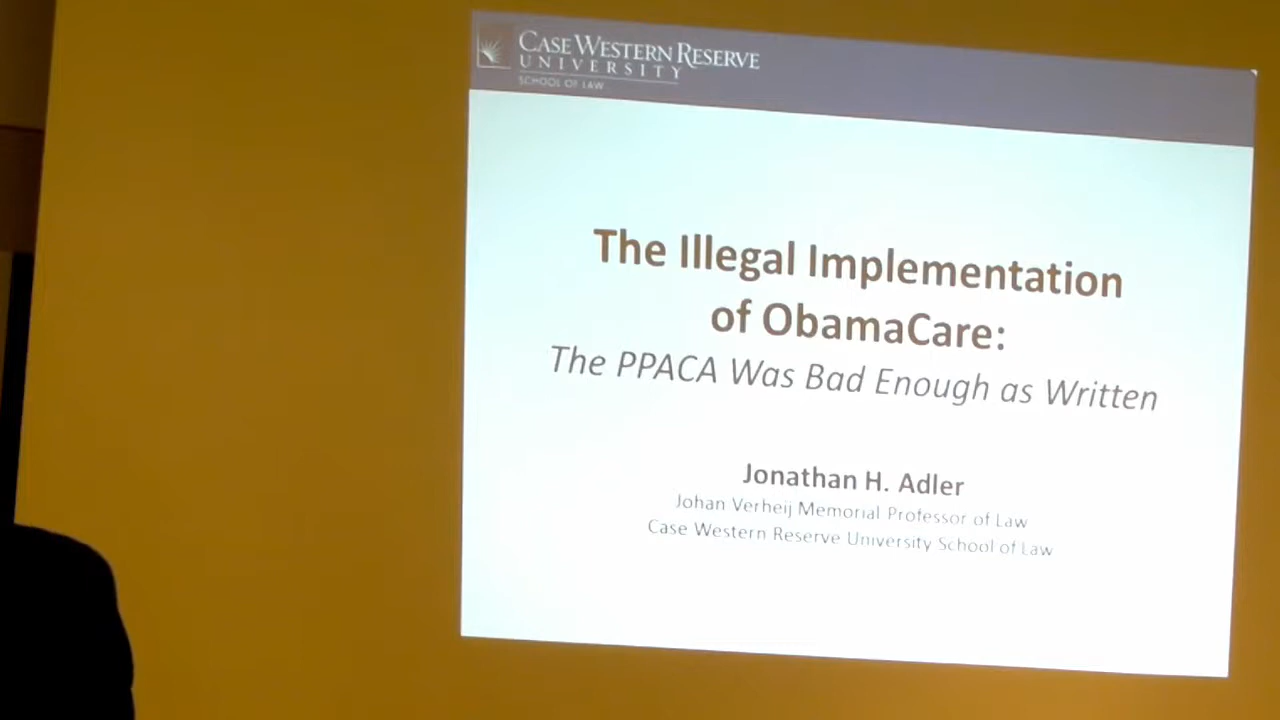 CASE WESTERN RESERVE
UNIVERSITY
SCHOOL OF LAW
The Illegal Implementation
of ObamaCare:
The PPACA Was Bad Enough as Written
Jonathan H. Adler
Johan Verheij Memorial Professor of Law
Case Western Reserve University School of Law